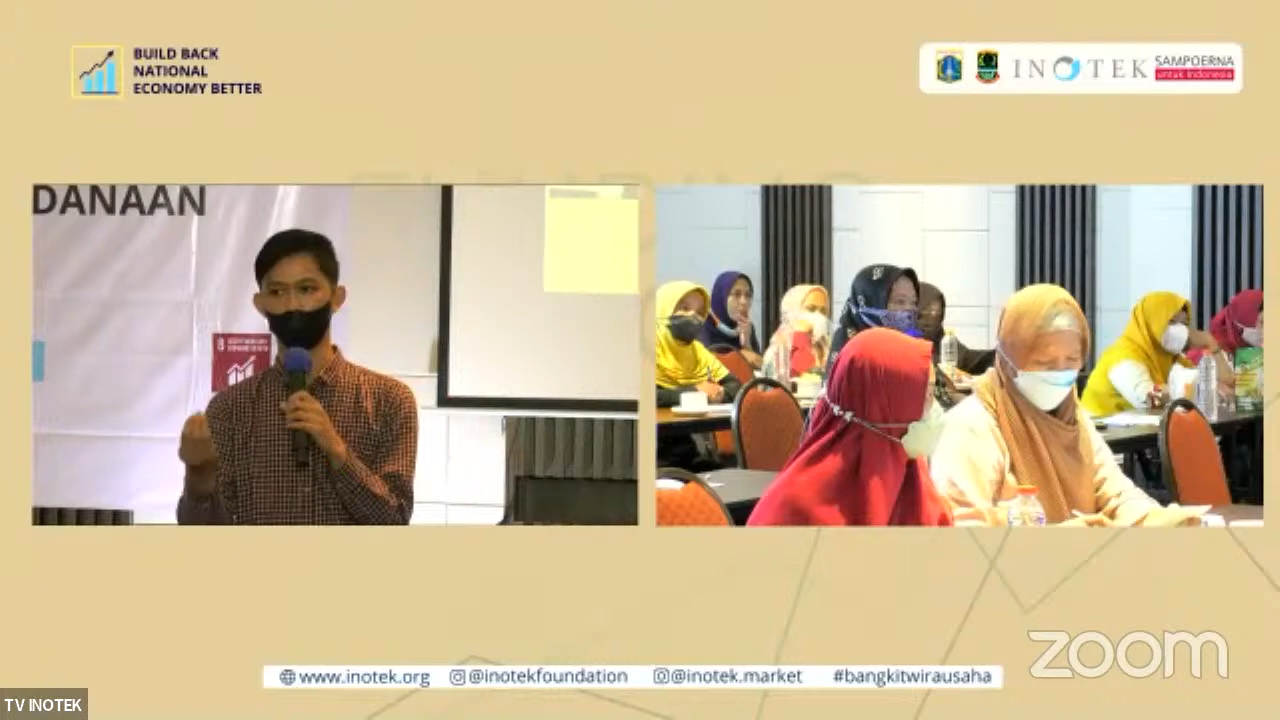 BUILD BACK
NATIONAL
ECONOMY BETTER
INOTEK
SAMPOERNA
untuk Indonesia
DANAAN
zoom
www.inotek.org @inotekfoundation @inotek.market #bangkitwirausaha
TV INOTEK